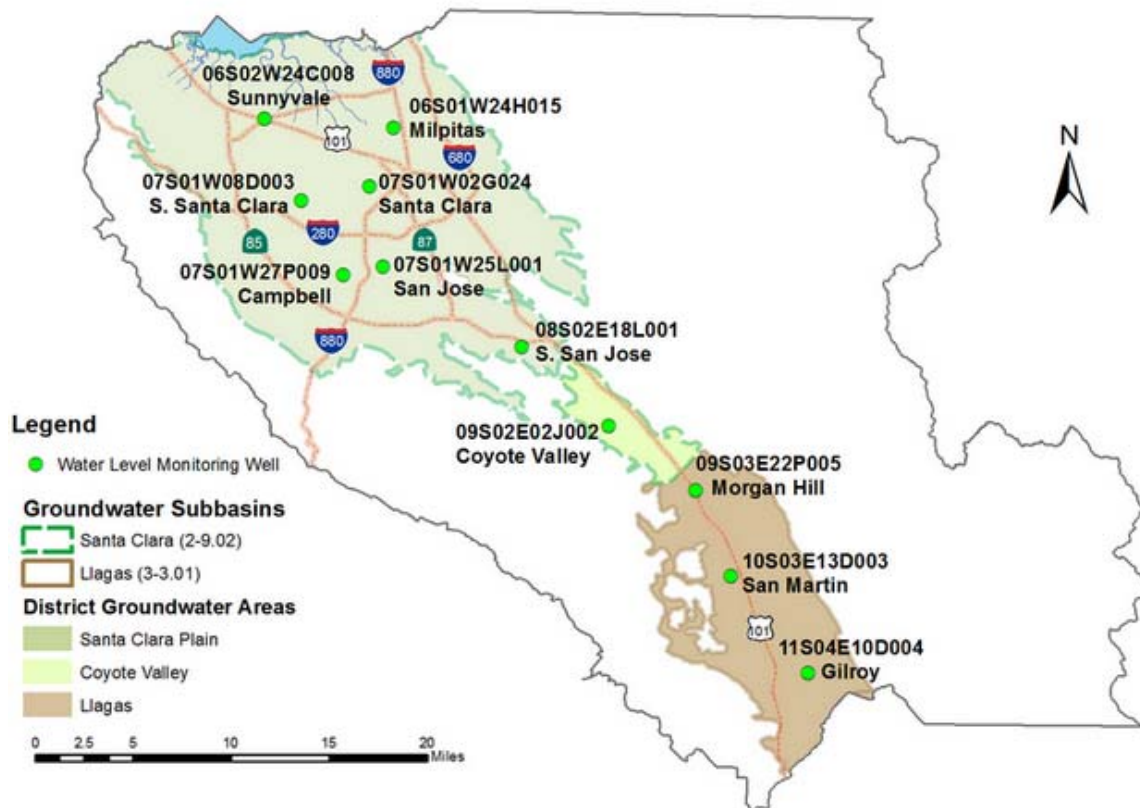 880
06S02W24C008
Sunnyvale
06S01W24H015
Milpitas
N
101
680
07S01W08D003
S. Santa Clara
07S01W02G024
Santa Clara
280
85
87
07S01W27P009
Campbell
07S01W25L001
San Jose
880
08S02E18L001
S. San Jose
09S02E02J002
Coyote Valley
09S03E22P005
Morgan Hill
10S03E13D003
San Martin
101
11S04E10D004
Gilroy
Legend
Water Level Monitoring Well
Groundwater Subbasins
Santa Clara (2-9.02)
Llagas (3-3.01)
District Groundwater Areas
Santa Clara Plain
Coyote Valley
Llagas
0 2.5 5 10 15 20
Miles